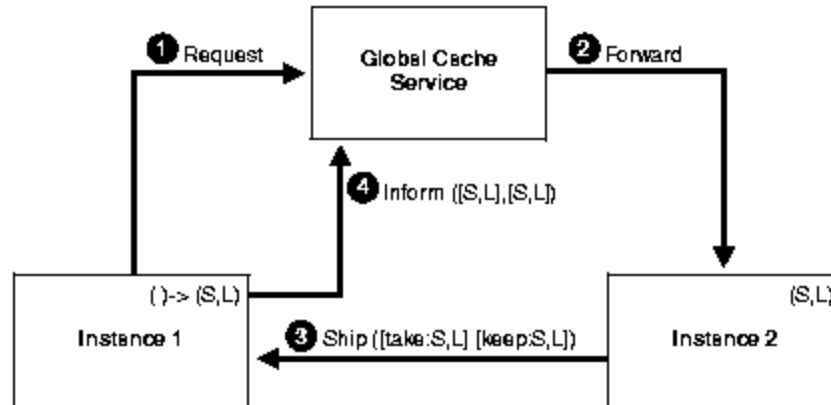 1 Request
Global Cache
Service
2 Forward
4 Inform ([S,L],[S,L])
( )-> (S,L)
Instance 1
3 Ship ([take:S,L] [keep:S,L])
(S,L)
Instance 2